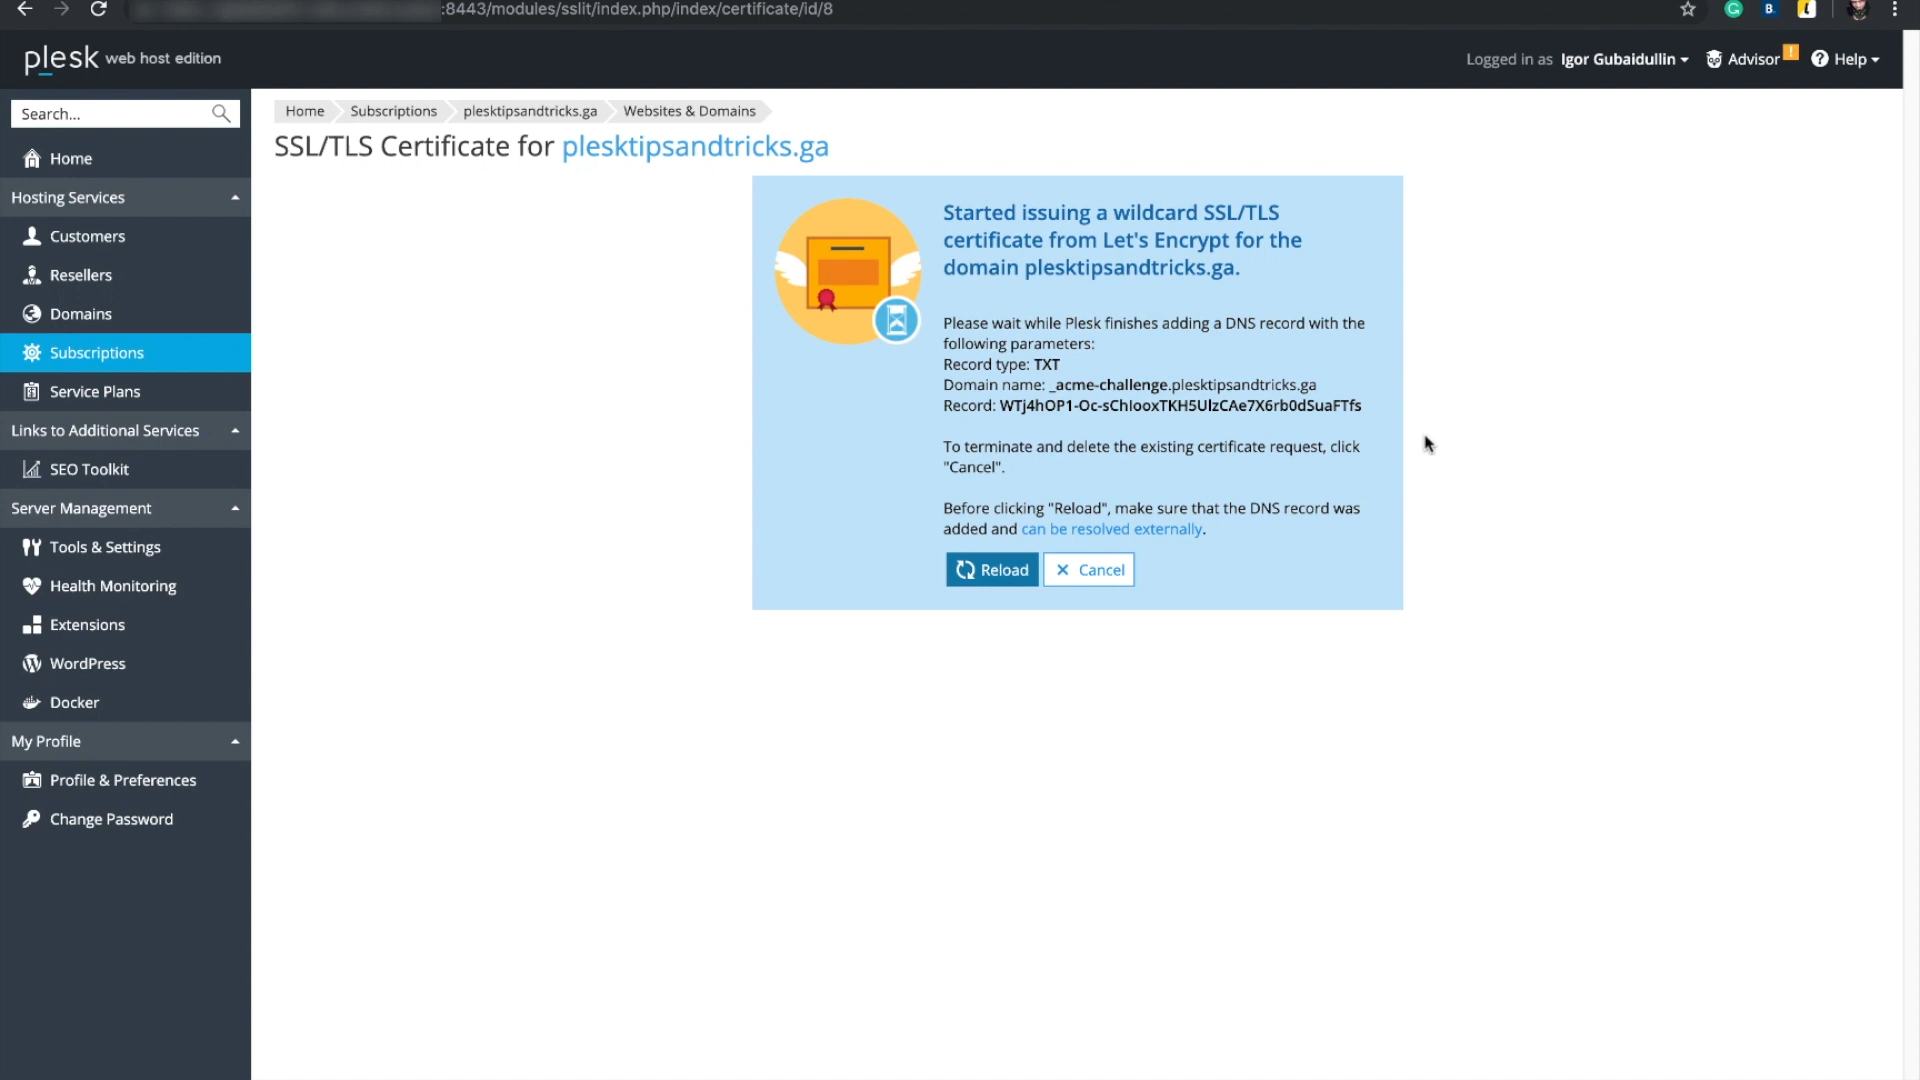 :8443/modules/sslit/index.php/index/certificate/id/8
plesk web host edition
Logged in as Igor Gubaidullin
Advisor
!
Help
Search...
Home
Hosting Services
Customers
Resellers
Domains
Subscriptions
Service Plans
Links to Additional Services
SEO Toolkit
Server Management
Tools & Settings
Health Monitoring
Extensions
WordPress
Docker
My Profile
Profile & Preferences
Change Password
Home
Subscriptions
plesktipsandtricks.ga
Websites & Domains
SSL/TLS Certificate for plesktipsandtricks.ga
Started issuing a wildcard SSL/TLS
certificate from Let's Encrypt for the
domain plesktipsandtricks.ga.
Please wait while Plesk finishes adding a DNS record with the
following parameters:
Record type: TXT
Domain name: _acme-challenge.plesktipsandtricks.ga
Record: WTj4hOP1-Oc-sChIooxTKH5UlzCAe7X6rb0dSuaFTfs
To terminate and delete the existing certificate request, click
"Cancel".
Before clicking "Reload", make sure that the DNS record was
added and can be resolved externally.
Reload
Cancel